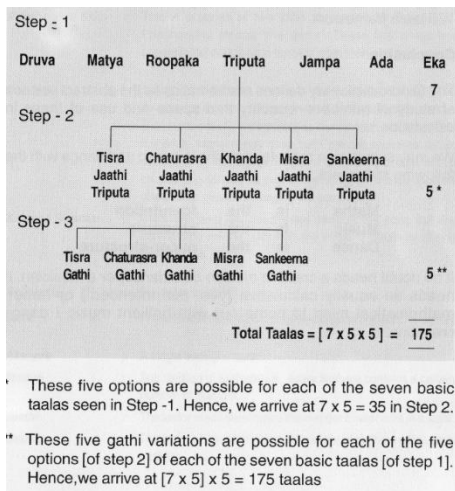 Step - 1
Druva Matya Roopaka Triputa Jampa Ada Eka
7
Step - 2
Tisra Chaturasra Khanda Misra Sankeerna
Jaathi Jaathi Jaathi Jaathi Jaathi
Triputa Triputa Triputa Triputa Triputa 5 *
Step - 3
Tisra Chaturasra Khanda Misra Sankeerna
Gathi Gathi Gathi Gathi Gathi 5 **
Total Taalas = [ 7 x 5 x 5 ] = 175
* These five options are possible for each of the seven basic
taalas seen in Step -1. Hence, we arrive at 7 x 5 = 35 in Step 2.
** These five gathi variations are possible for each of the five
options [of step 2] of each of the seven basic taalas [of step 1].
Hence,we arrive at [7 x 5] x 5 = 175 taalas